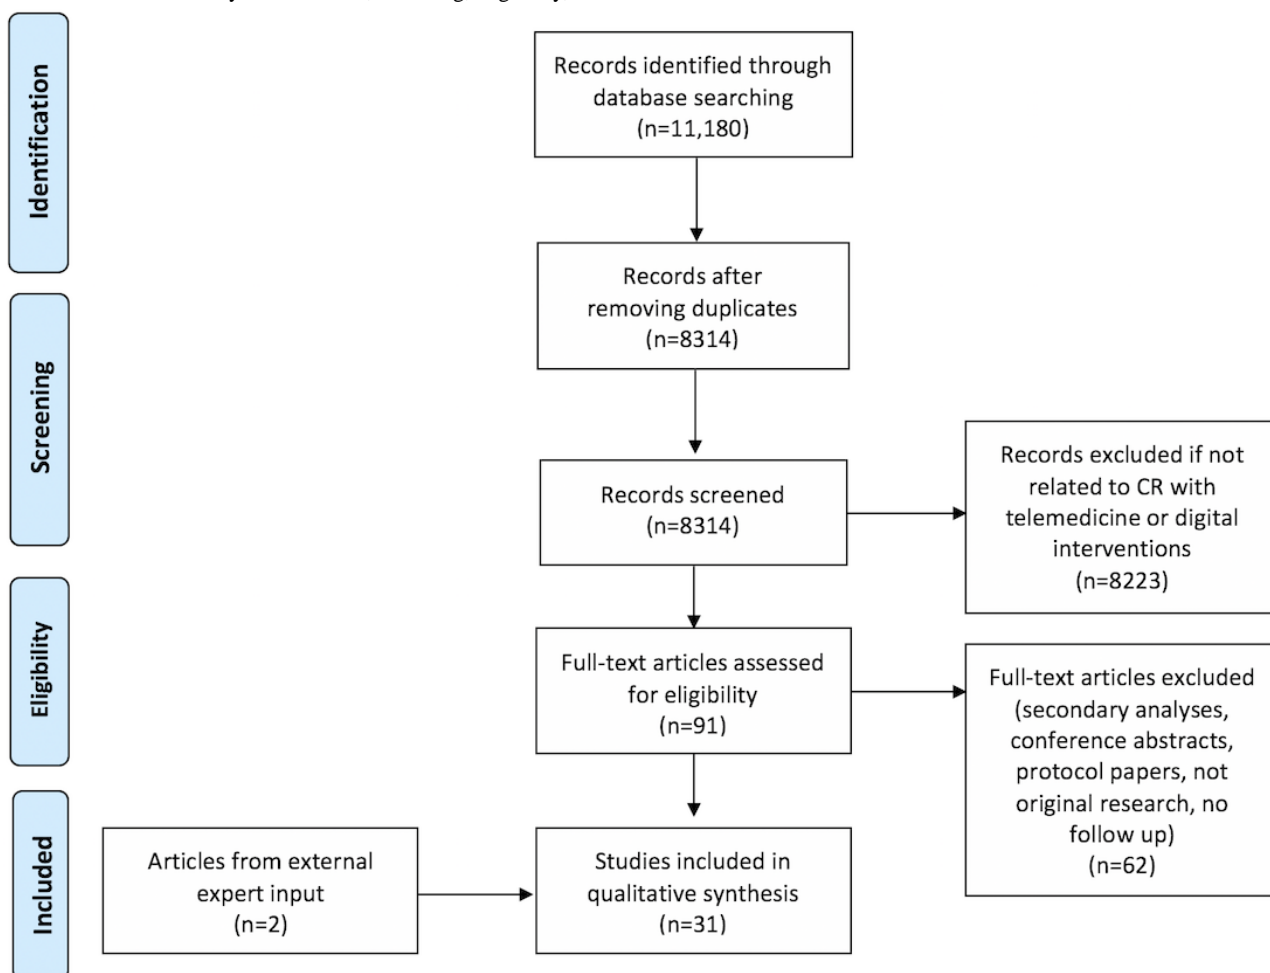 Identification
Records identified through
database searching
(n=11,180)
Records after
removing duplicates
(n=8314)
Screening
Records screened
(n=8314)
Records excluded if not
related to CR with
telemedicine or digital
interventions
(n=8223)
Eligibility
Full-text articles assessed
for eligibility
(n=91)
Full-text articles excluded
(secondary analyses,
conference abstracts,
protocol papers, not
original research, no
follow up)
(n=62)
Included
Articles from external
expert input
(n=2)
Studies included in
qualitative synthesis
(n=31)